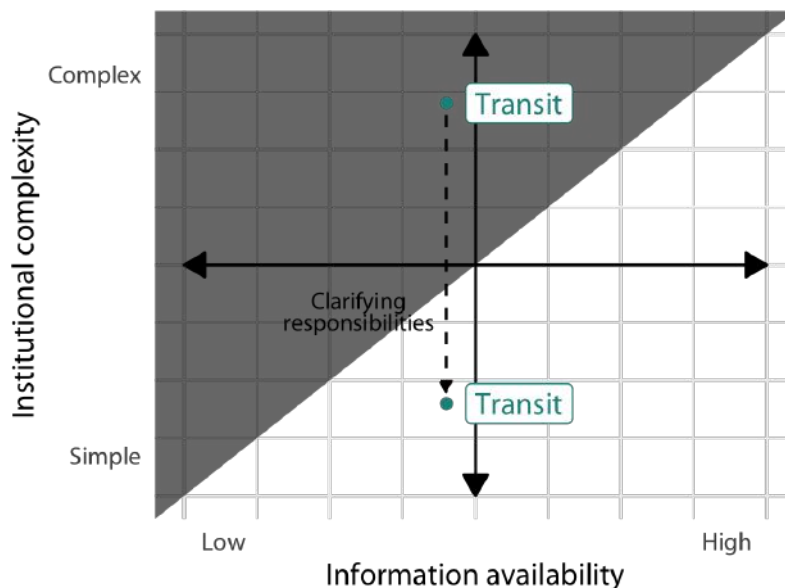 Institutional complexity
Complex
Simple
Transit
Clarifying
responsibilities
Transit
Low
High
Information availability